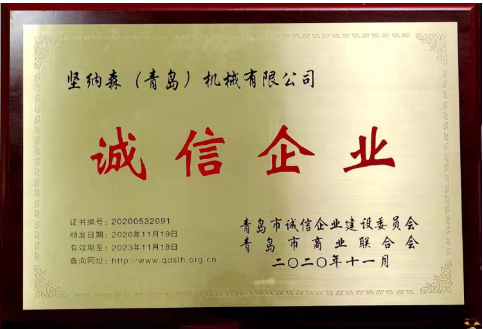 坚纳森（青岛）机械有限公司
诚信企业
证书编号：20200532091
颁发日期：2020年11月19日
有效期至：2023年11月18日
查询网址：http://www.qdslh.org.cn
青岛市诚信企业建设委员会
青岛市商业联合会
二〇二〇年十一月